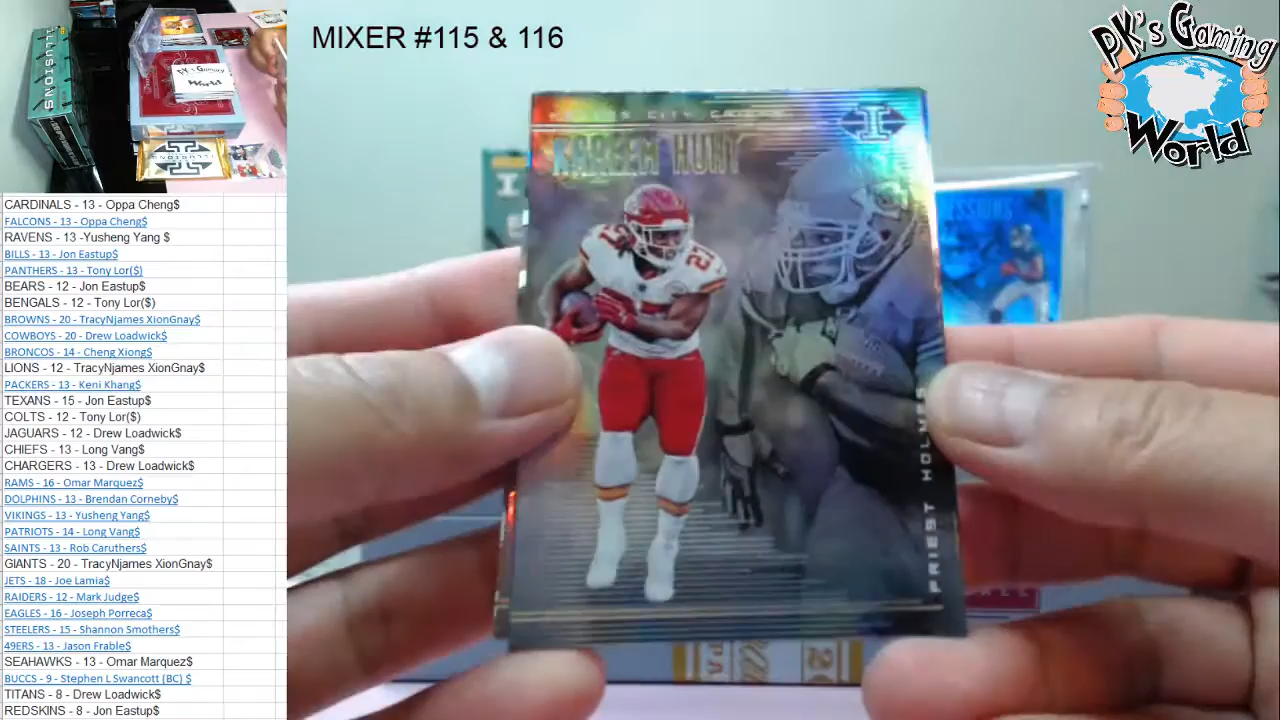 MIXER #115 & 116
PK's Gaming
World
ILLUSIONS
PK's Gaming
World
ILLUSIONS
KAREEM HUNT
I
PRIEST HOLMES
CARDINALS - 13 - Oppa Cheng$
FALCONS - 13 - Oppa Cheng$
RAVENS - 13 -Yusheng Yang $
BILLS - 13 - Jon Eastup$
PANTHERS - 13 - Tony Lor($)
BEARS - 12 - Jon Eastup$
BENGALS - 12 - Tony Lor($)
BROWNS - 20 - TracyNjames XionGnay$
COWBOYS - 20 - Drew Loadwick$
BRONCOS - 14 - Cheng Xiong$
LIONS - 12 - TracyNjames XionGnay$
PACKERS - 13 - Keni Khang$
TEXANS - 15 - Jon Eastup$
COLTS - 12 - Tony Lor($)
JAGUARS - 12 - Drew Loadwick$
CHIEFS - 13 - Long Vang$
CHARGERS - 13 - Drew Loadwick$
RAMS - 16 - Omar Marquez$
DOLPHINS - 13 - Brendan Corneby$
VIKINGS - 13 - Yusheng Yang$
PATRIOTS - 14 - Long Vang$
SAINTS - 13 - Rob Caruthers$
GIANTS - 20 - TracyNjames XionGnay$
JETS - 18 - Joe Lamia$
RAIDERS - 12 - Mark Judge$
EAGLES - 16 - Joseph Porreca$
STEELERS - 15 - Shannon Smothers$
49ERS - 13 - Jason Frable$
SEAHAWKS - 13 - Omar Marquez$
BUCCS - 9 - Stephen L Swancott (BC) $
TITANS - 8 - Drew Loadwick$
REDSKINS - 8 - Jon Eastup$